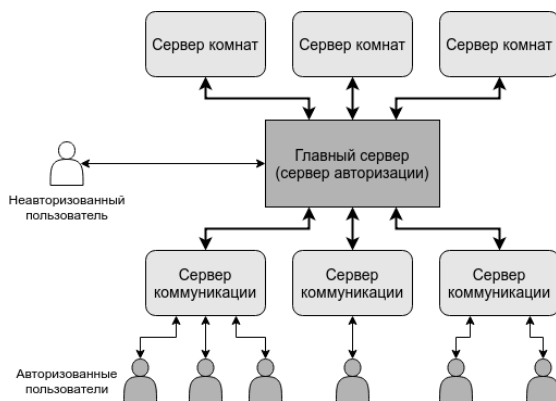 Сервер комнат
Сервер комнат
Сервер комнат
Главный сервер
(сервер авторизации)
Неавторизованный
пользователь
Сервер
коммуникации
Сервер
коммуникации
Сервер
коммуникации
Авторизованные
пользователи